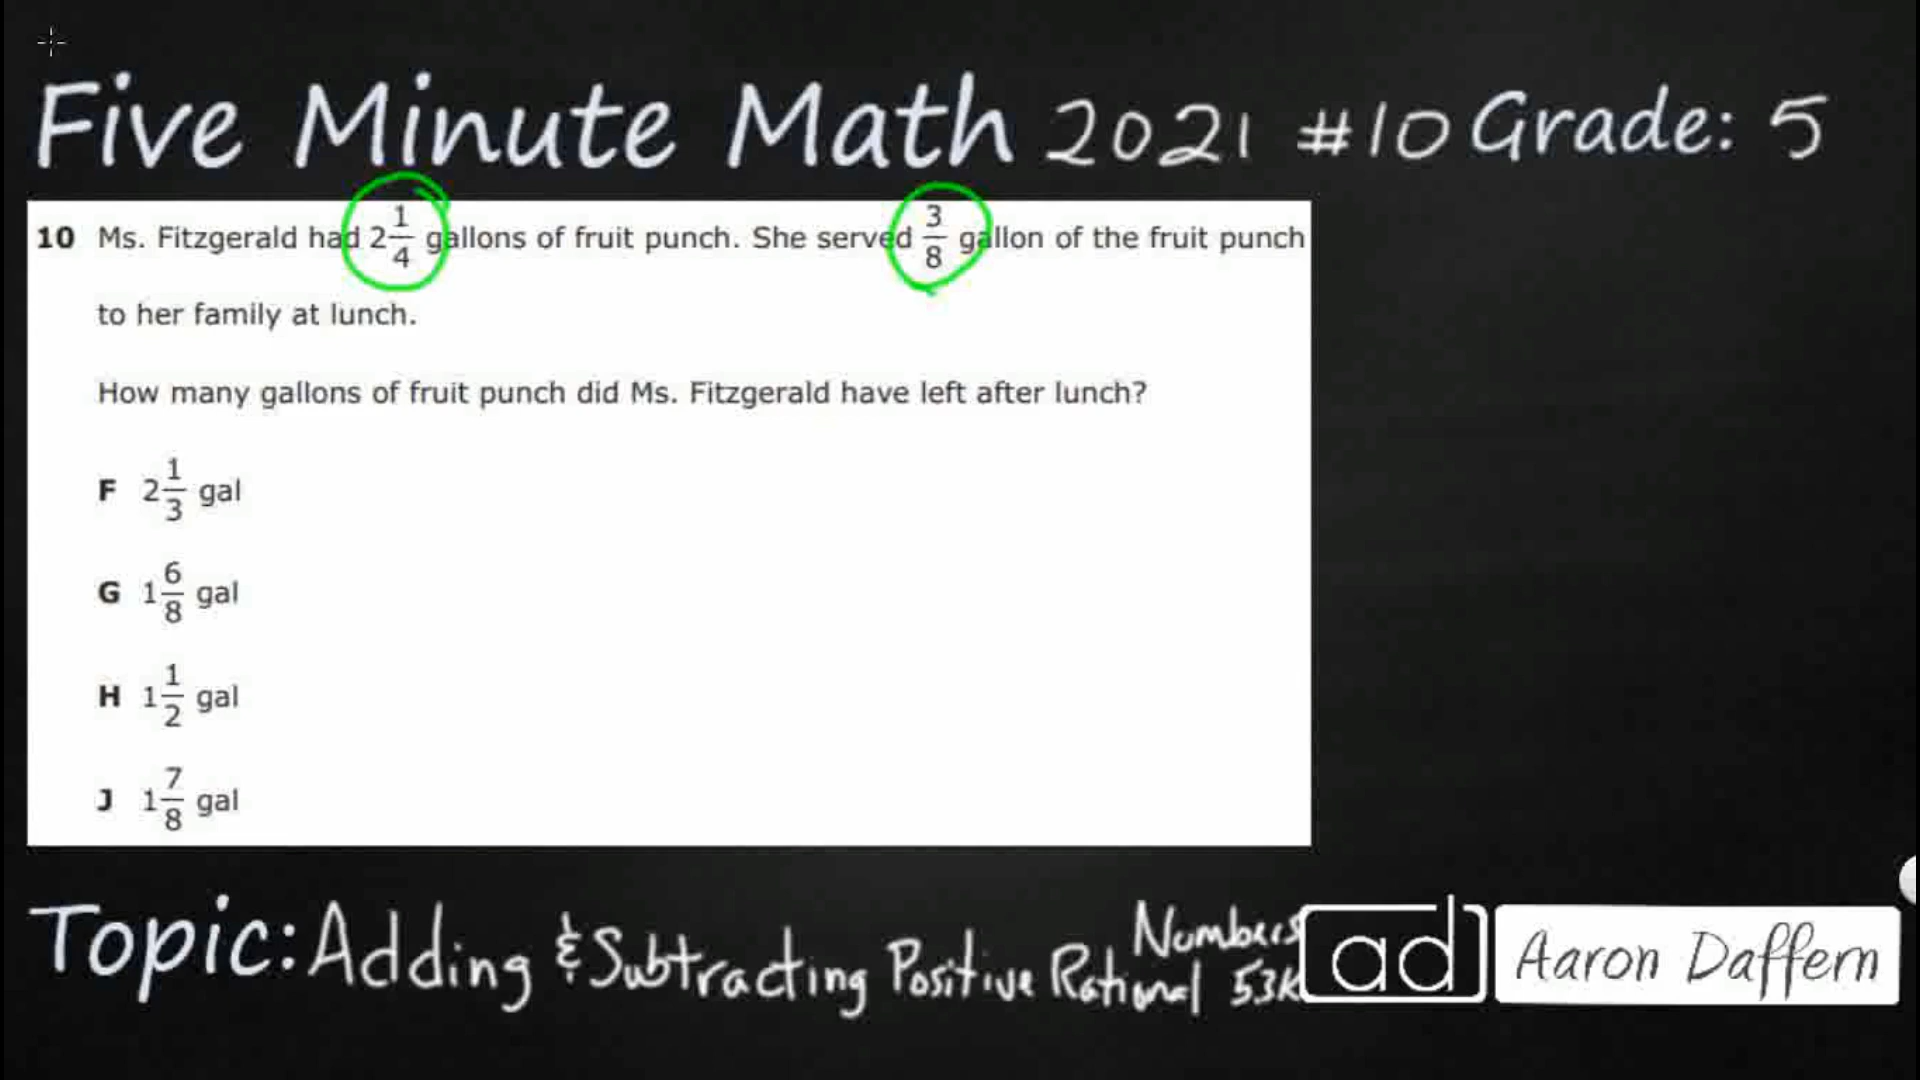 Five Minute Math 2021 #10 Grade: 5
10 Ms. Fitzgerald had 2 1/4 gallons of fruit punch. She served 3/8 gallon of the fruit punch
to her family at lunch.
How many gallons of fruit punch did Ms. Fitzgerald have left after lunch?
F 2 1/3 gal
G 1 6/8 gal
H 1 1/2 gal
J 1 7/8 gal
Topic: Adding & Subtracting Positive Rational Numbers 5.3K
ad Aaron Daffern